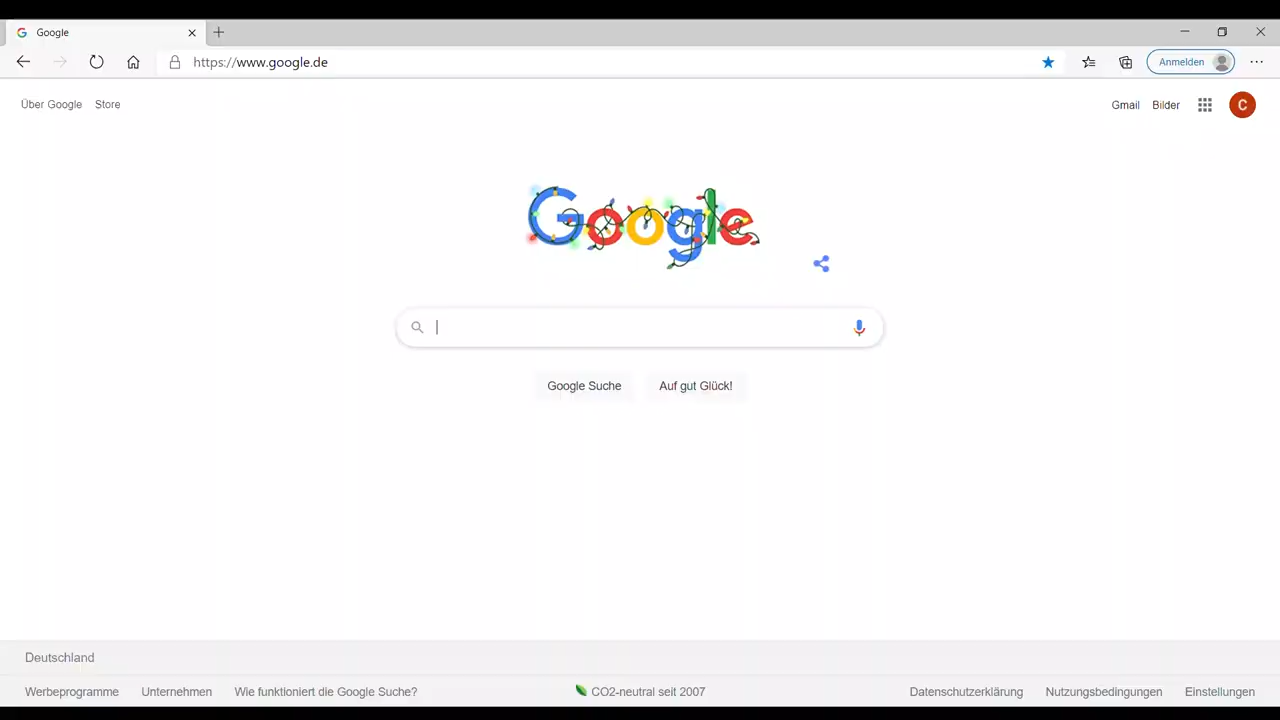 Google
https://www.google.de
Anmelden
Über Google Store
Gmail Bilder C
Google
Google Suche Auf gut Glück!
Deutschland
Werbeprogramme Unternehmen Wie funktioniert die Google Suche? CO2-neutral seit 2007 Datenschutzerklärung Nutzungsbedingungen Einstellungen